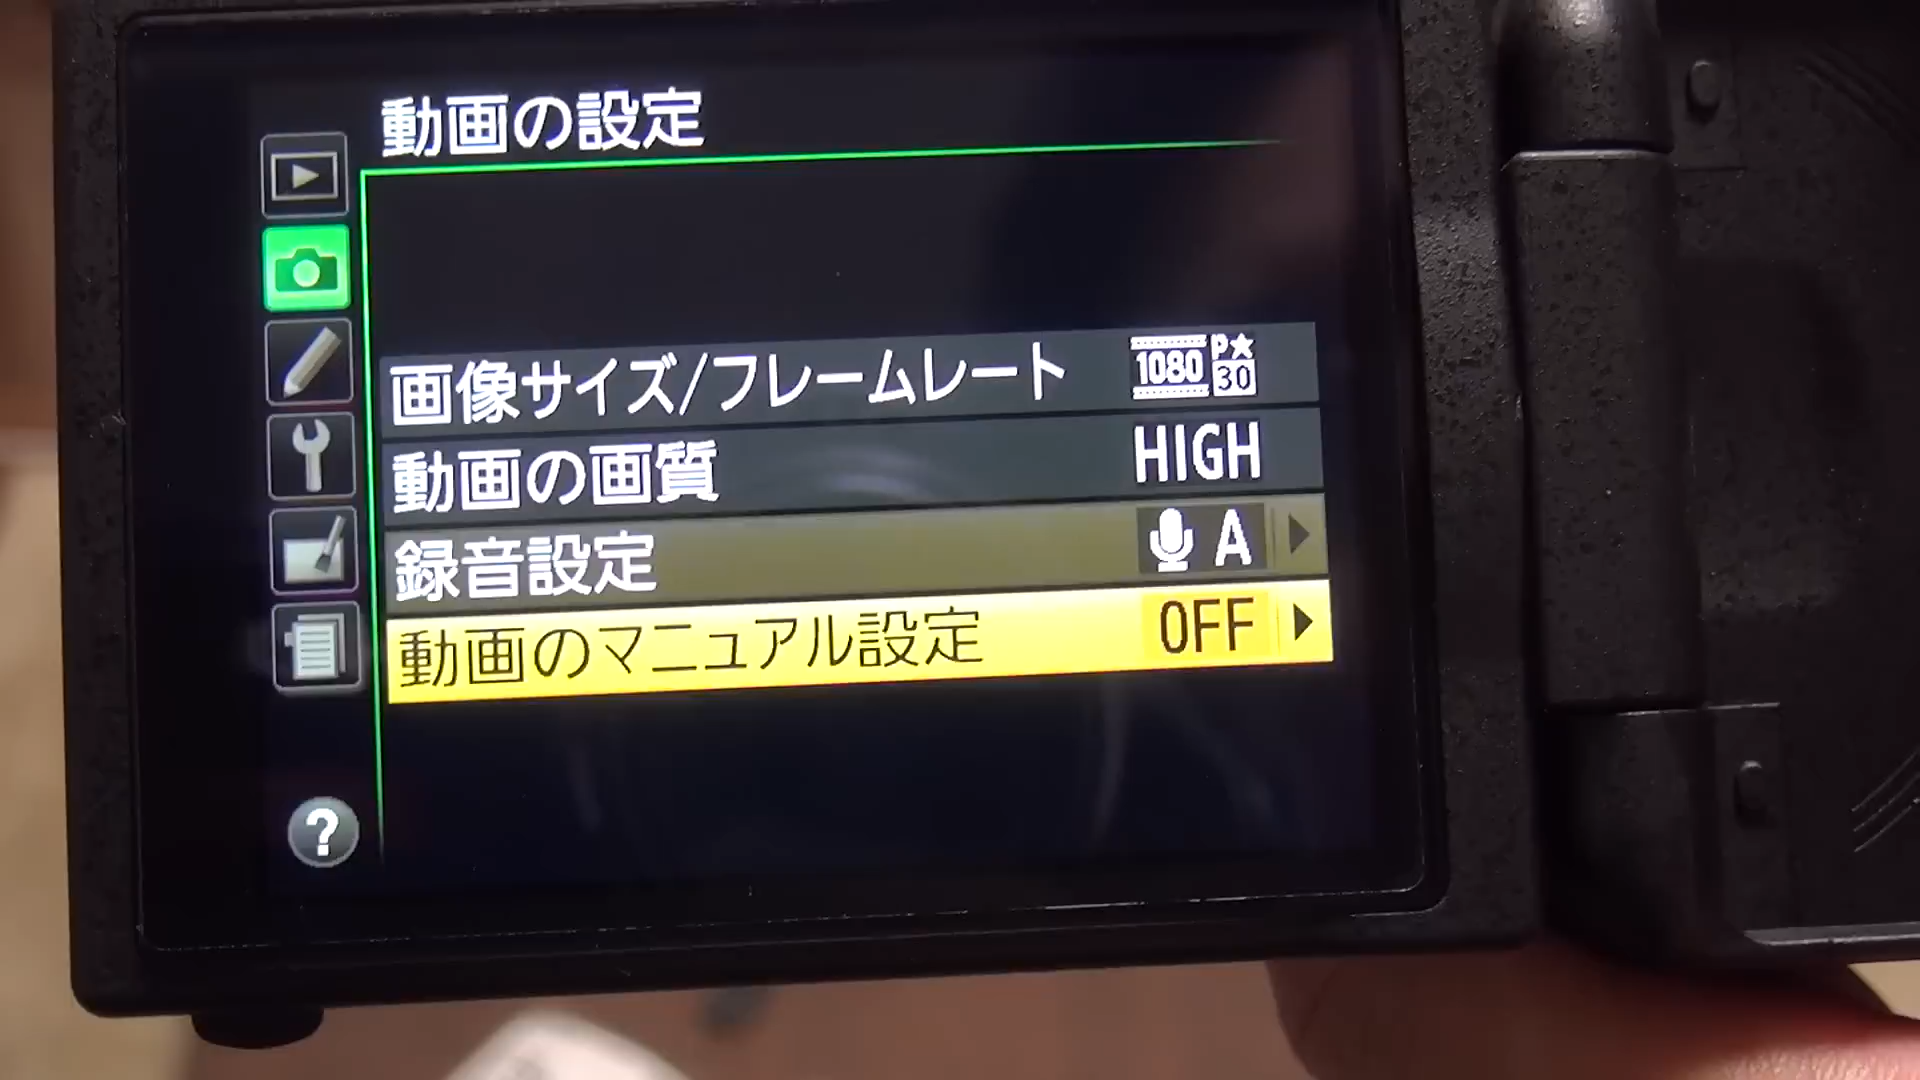 動画の設定
画像サイズ/フレームレート 1080 P★ 30
動画の画質 HIGH
録音設定 A
動画のマニュアル設定 OFF
?